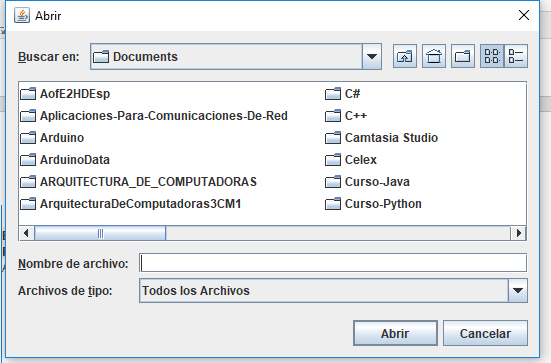 Abrir
Buscar en: Documents
AofE2HDEsp
Aplicaciones-Para-Comunicaciones-De-Red
Arduino
ArduinoData
ARQUITECTURA_DE_COMPUTADORAS
ArquitecturaDeComputadoras3CM1
C#
C++
Camtasia Studio
Celex
Curso-Java
Curso-Python
Nombre de archivo:
Archivos de tipo: Todos los Archivos
Abrir Cancelar